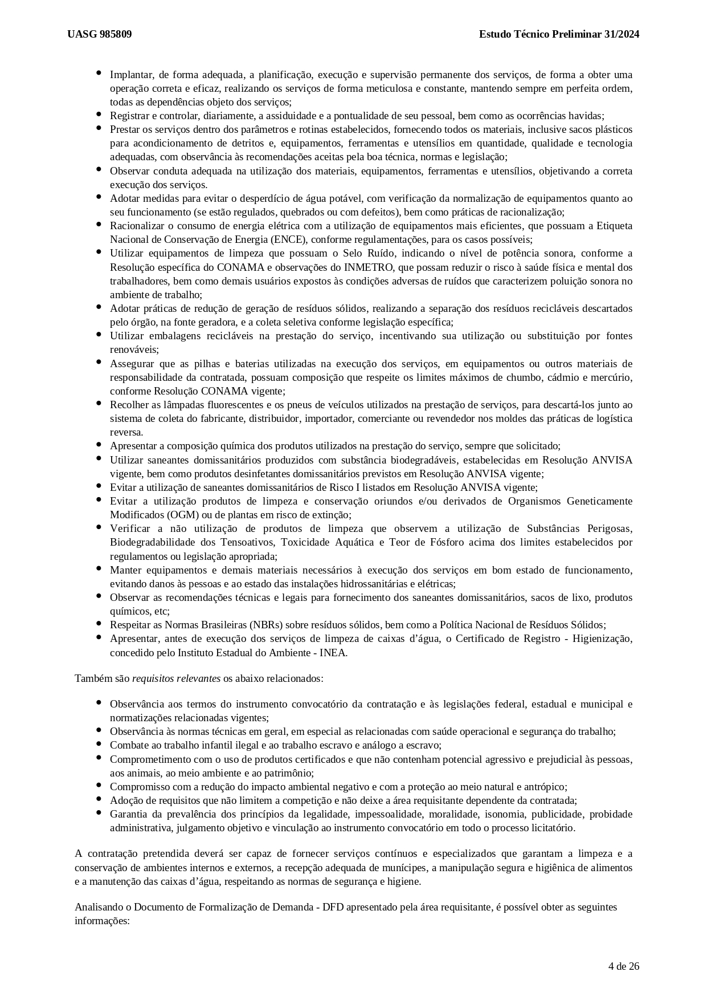 UASG 985809 Estudo Técnico Preliminar 31/2024
• Implantar, de forma adequada, a planificação, execução e supervisão permanente dos serviços, de forma a obter uma
operação correta e eficaz, realizando os serviços de forma meticulosa e constante, mantendo sempre em perfeita ordem,
todas as dependências objeto dos serviços;
• Registrar e controlar, diariamente, a assiduidade e a pontualidade de seu pessoal, bem como as ocorrências havidas;
• Prestar os serviços dentro dos parâmetros e rotinas estabelecidos, fornecendo todos os materiais, inclusive sacos plásticos
para acondicionamento de detritos e, equipamentos, ferramentas e utensílios em quantidade, qualidade e tecnologia
adequadas, com observância às recomendações aceitas pela boa técnica, normas e legislação;
• Observar conduta adequada na utilização dos materiais, equipamentos, ferramentas e utensílios, objetivando a correta
execução dos serviços.
• Adotar medidas para evitar o desperdício de água potável, com verificação da normalização de equipamentos quanto ao
seu funcionamento (se estão regulados, quebrados ou com defeitos), bem como práticas de racionalização;
• Racionalizar o consumo de energia elétrica com a utilização de equipamentos mais eficientes, que possuam a Etiqueta
Nacional de Conservação de Energia (ENCE), conforme regulamentações, para os casos possíveis;
• Utilizar equipamentos de limpeza que possuam o Selo Ruído, indicando o nível de potência sonora, conforme a
Resolução específica do CONAMA e observações do INMETRO, que possam reduzir o risco à saúde física e mental dos
trabalhadores, bem como demais usuários expostos às condições adversas de ruídos que caracterizem poluição sonora no
ambiente de trabalho;
• Adotar práticas de redução de geração de resíduos sólidos, realizando a separação dos resíduos recicláveis descartados
pelo órgão, na fonte geradora, e a coleta seletiva conforme legislação específica;
• Utilizar embalagens recicláveis na prestação do serviço, incentivando sua utilização ou substituição por fontes
renováveis;
• Assegurar que as pilhas e baterias utilizadas na execução dos serviços, em equipamentos ou outros materiais de
responsabilidade da contratada, possuam composição que respeite os limites máximos de chumbo, cádmio e mercúrio,
conforme Resolução CONAMA vigente;
• Recolher as lâmpadas fluorescentes e os pneus de veículos utilizados na prestação de serviços, para descartá-los junto ao
sistema de coleta do fabricante, distribuidor, importador, comerciante ou revendedor nos moldes das práticas de logística
reversa.
• Apresentar a composição química dos produtos utilizados na prestação do serviço, sempre que solicitado;
• Utilizar saneantes domissanitários produzidos com substância biodegradáveis, estabelecidas em Resolução ANVISA
vigente, bem como produtos desinfetantes domissanitários previstos em Resolução ANVISA vigente;
• Evitar a utilização de saneantes domissanitários de Risco I listados em Resolução ANVISA vigente;
• Evitar a utilização produtos de limpeza e conservação oriundos e/ou derivados de Organismos Geneticamente
Modificados (OGM) ou de plantas em risco de extinção;
• Verificar a não utilização de produtos de limpeza que observem a utilização de Substâncias Perigosas,
Biodegradabilidade dos Tensoativos, Toxicidade Aquática e Teor de Fósforo acima dos limites estabelecidos por
regulamentos ou legislação apropriada;
• Manter equipamentos e demais materiais necessários à execução dos serviços em bom estado de funcionamento,
evitando danos às pessoas e ao estado das instalações hidrossanitárias e elétricas;
• Observar as recomendações técnicas e legais para fornecimento dos saneantes domissanitários, sacos de lixo, produtos
químicos, etc;
• Respeitar as Normas Brasileiras (NBRs) sobre resíduos sólidos, bem como a Política Nacional de Resíduos Sólidos;
• Apresentar, antes de execução dos serviços de limpeza de caixas d’água, o Certificado de Registro - Higienização,
concedido pelo Instituto Estadual do Ambiente - INEA.
Também são requisitos relevantes os abaixo relacionados:
• Observância aos termos do instrumento convocatório da contratação e às legislações federal, estadual e municipal e
normatizações relacionadas vigentes;
• Observância às normas técnicas em geral, em especial as relacionadas com saúde operacional e segurança do trabalho;
• Combate ao trabalho infantil ilegal e ao trabalho escravo e análogo a escravo;
• Comprometimento com o uso de produtos certificados e que não contenham potencial agressivo e prejudicial às pessoas,
aos animais, ao meio ambiente e ao patrimônio;
• Compromisso com a redução do impacto ambiental negativo e com a proteção ao meio natural e antrópico;
• Adoção de requisitos que não limitem a competição e não deixe a área requisitante dependente da contratada;
• Garantia da prevalência dos princípios da legalidade, impessoalidade, moralidade, isonomia, publicidade, probidade
administrativa, julgamento objetivo e vinculação ao instrumento convocatório em todo o processo licitatório.
A contratação pretendida deverá ser capaz de fornecer serviços contínuos e especializados que garantam a limpeza e a
conservação de ambientes internos e externos, a recepção adequada de munícipes, a manipulação segura e higiênica de alimentos
e a manutenção das caixas d’água, respeitando as normas de segurança e higiene.
Analisando o Documento de Formalização de Demanda - DFD apresentado pela área requisitante, é possível obter as seguintes
informações:
4 de 26